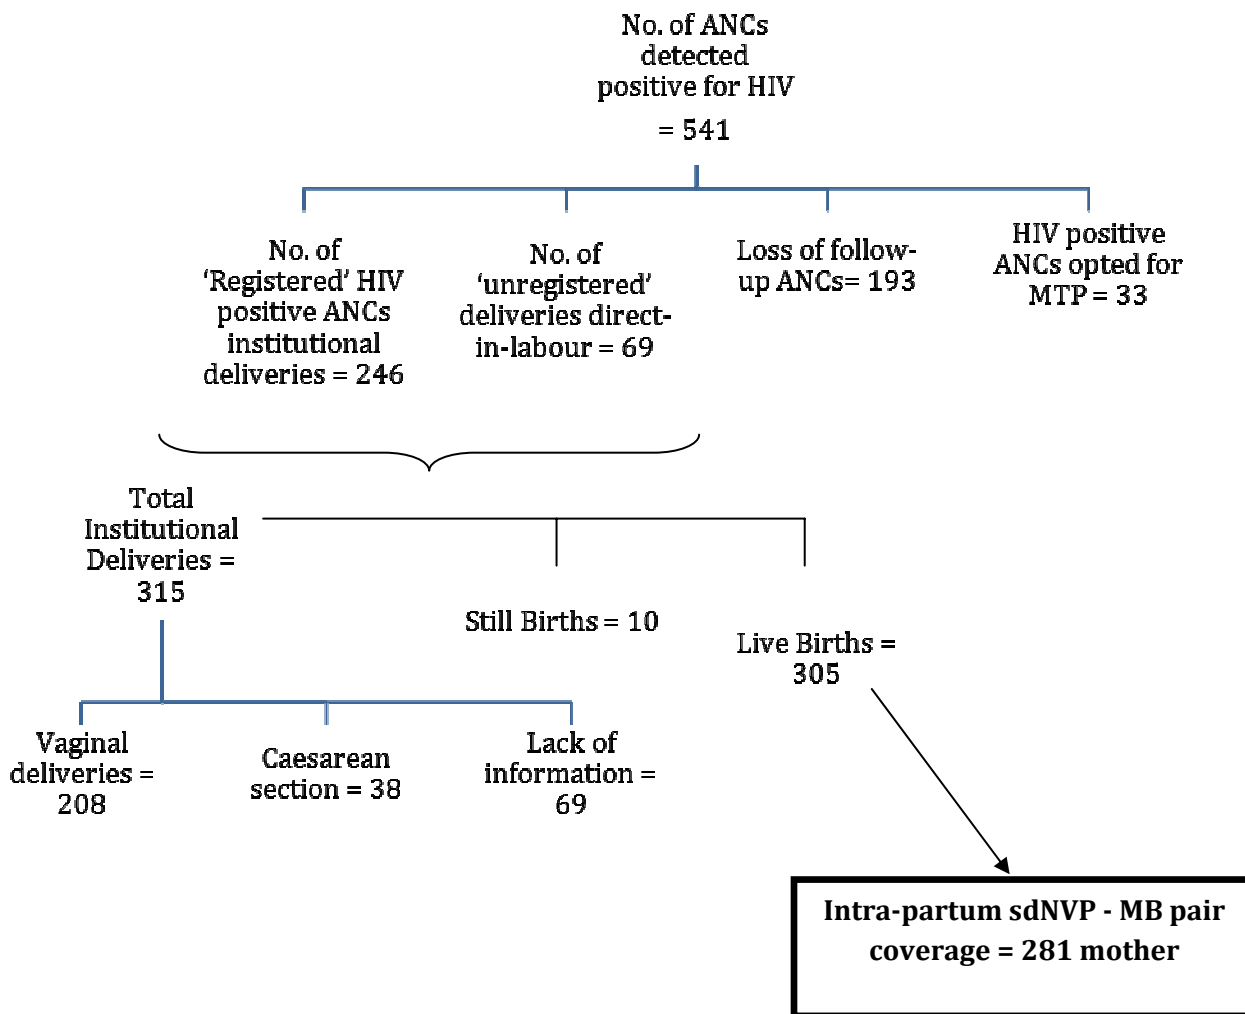 No. of ANCs
detected
positive for HIV
= 541
No. of
‘Registered’ HIV
positive ANCs
institutional
deliveries = 246
No. of
‘unregistered’
deliveries direct-
in-labour = 69
Loss of follow-
up ANCs= 193
HIV positive
ANCs opted for
MTP = 33
Total
Institutional
Deliveries =
315
Still Births = 10
Live Births =
305
Vaginal
deliveries =
208
Caesarean
section = 38
Lack of
information =
69
Intra-partum sdNVP - MB pair
coverage = 281 mother